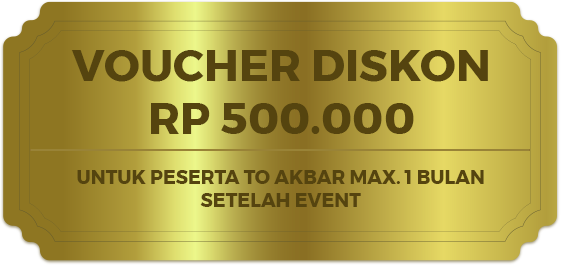 VOUCHER DISKON
RP 500.000
UNTUK PESERTA TO AKBAR MAX. 1 BULAN
SETELAH EVENT